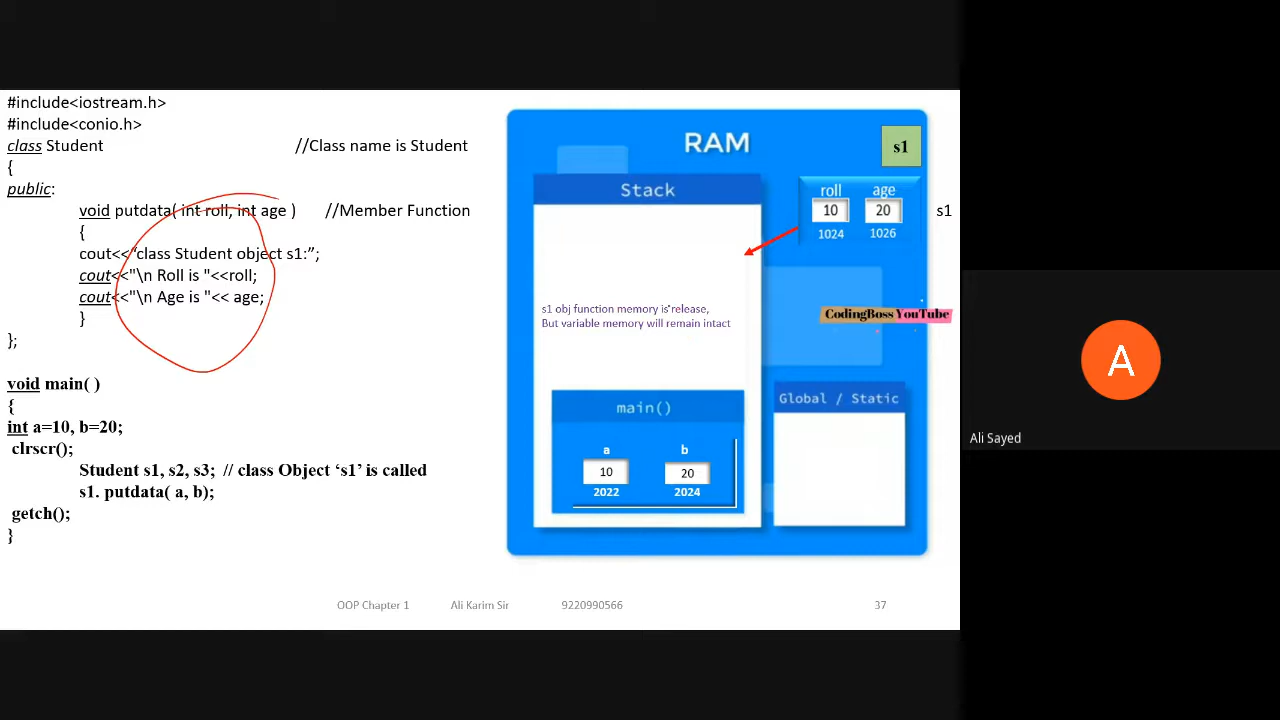 #include<iostream.h>
#include<conio.h>
class Student //Class name is Student
{
public:
void putdata( int roll, int age ) //Member Function
{
cout<<“class Student object s1:”;
cout<<"\n Roll is "<<roll;
cout<<"\n Age is "<< age;
}
};
void main( )
{
int a=10, b=20;
clrscr();
Student s1, s2, s3; // class Object ‘s1’ is called
s1. putdata( a, b);
getch();
}
RAM
s1
Stack
roll age
10 20
1024 1026
s1
s1 obj function memory is release,
But variable memory will remain intact
CodingBoss YouTube
main()
a b
10 20
2022 2024
Global / Static
OOP Chapter 1 Ali Karim Sir 9220990566 37
A
Ali Sayed